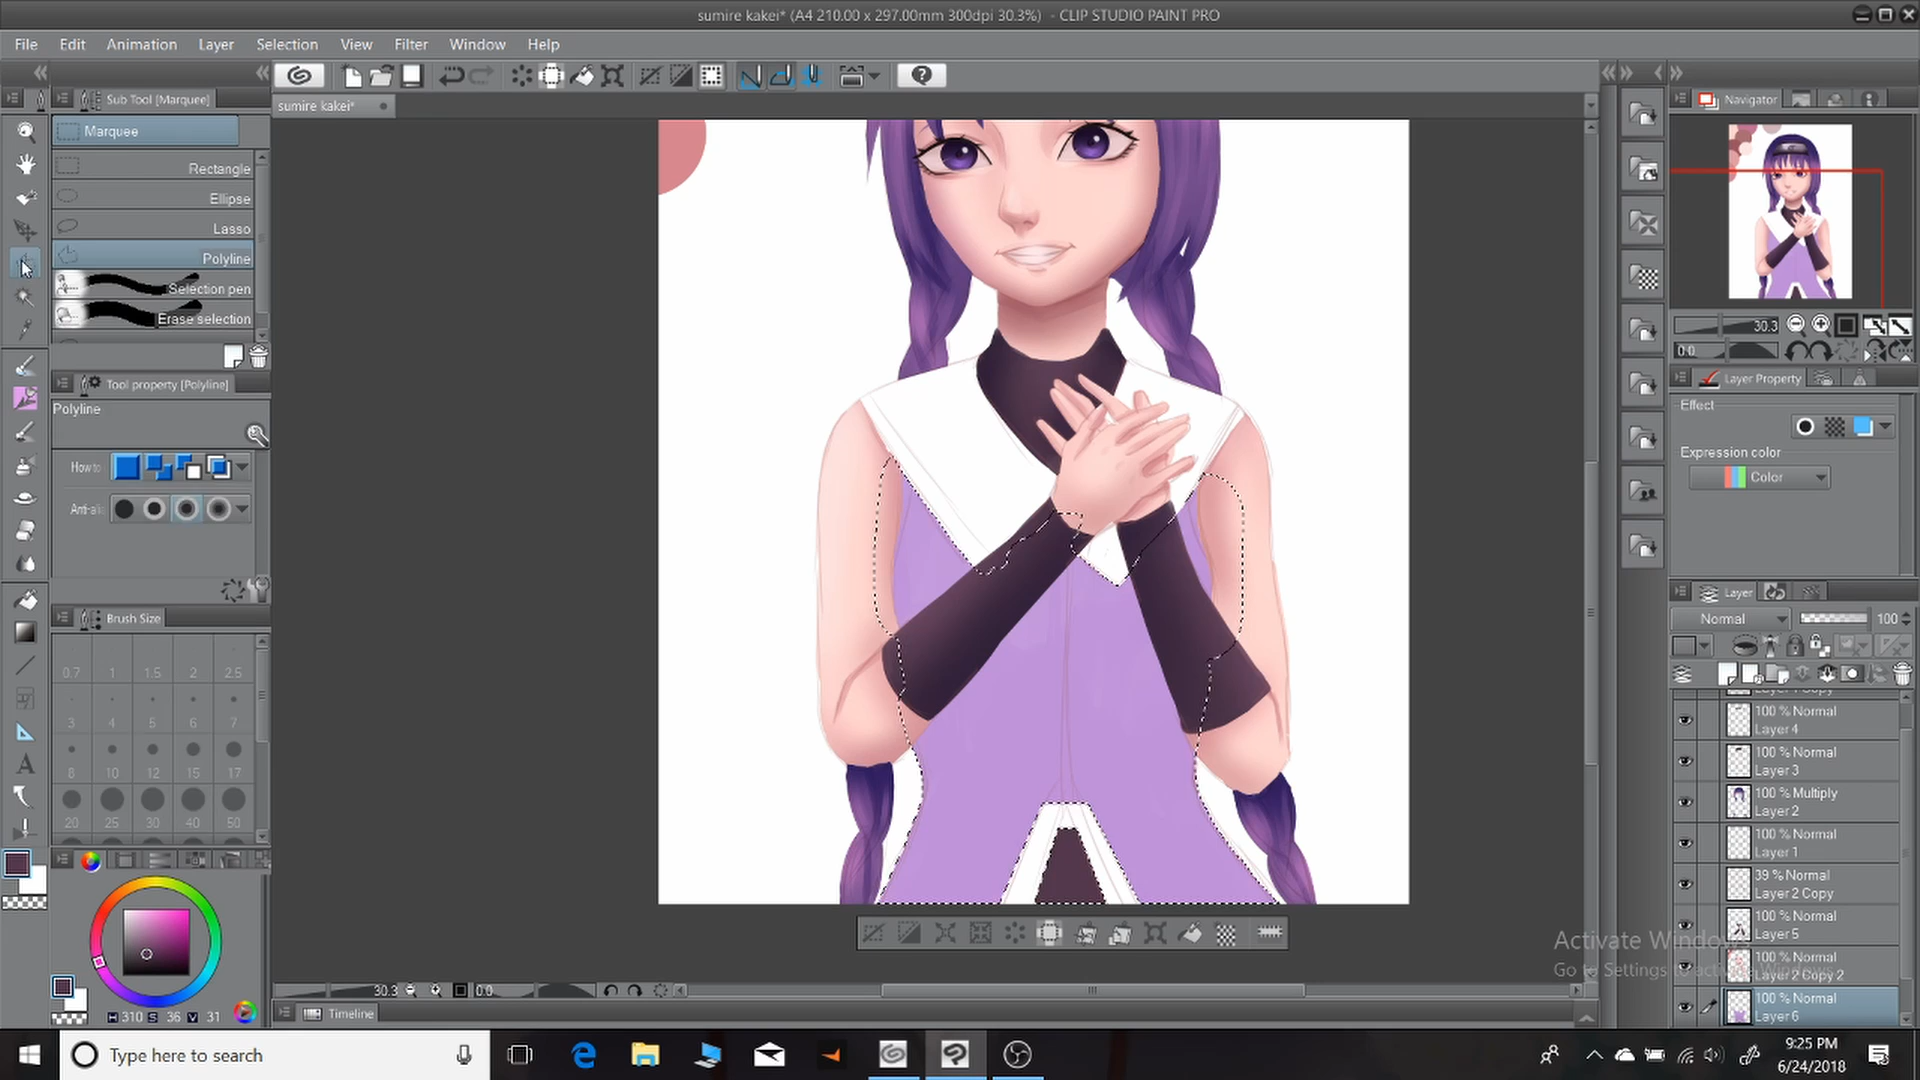 sumire kakei* (A4 210.00 x 297.00mm 300dpi 30.3%) - CLIP STUDIO PAINT PRO
File Edit Animation Layer Selection View Filter Window Help
Sub Tool [Marquee]
sumire kakei*
Navigator
Marquee
Rectangle
Ellipse
Lasso
Polyline
Selection pen
Erase selection
30.3
0.0
Tool property [Polyline]
Layer Property
Polyline
Effect
Expression color
Color
How to
Anti-ali
Brush Size
Layer
Normal 100
0.7 1 1.5 2 2.5
3 4 5 6 7
8 10 12 15 17
20 25 30 40 50
100 % Normal
Layer 4
100 % Normal
Layer 3
100 % Multiply
Layer 2
100 % Normal
Layer 1
39 % Normal
Layer 2 Copy
100 % Normal
Layer 5
100 % Normal
Layer 2 Copy 2
100 % Normal
Layer 6
Activate Windows
Go to Settings to activate Windows.
30.3 0.0
H 310 S 36 V 31
Timeline
Type here to search
9:25 PM
6/24/2018